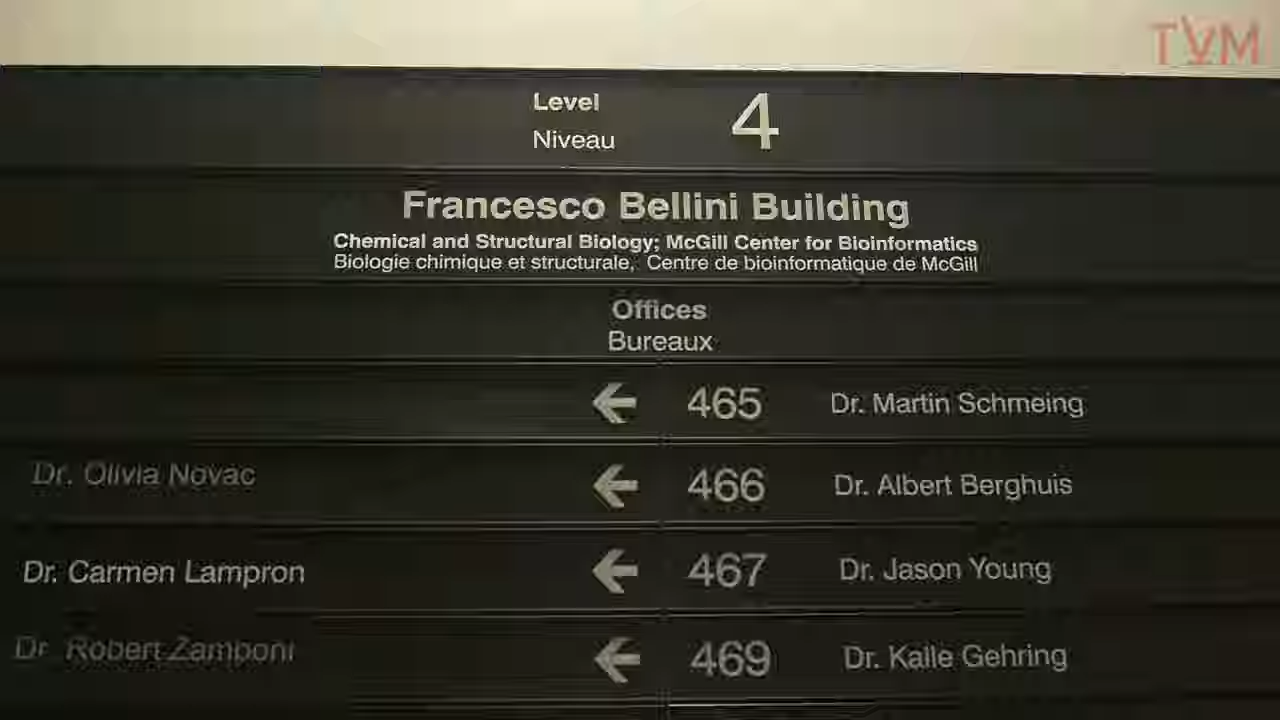 TVM
Level 4
Niveau
Francesco Bellini Building
Chemical and Structural Biology; McGill Center for Bioinformatics
Biologie chimique et structurale, Centre de bioinformatique de McGill
Offices
Bureaux
← 465 Dr. Martin Schmeing
Dr. Olivia Novac ← 466 Dr. Albert Berghuis
Dr. Carmen Lampron ← 467 Dr. Jason Young
Dr. Robert Zamboni ← 469 Dr. Kalle Gehring